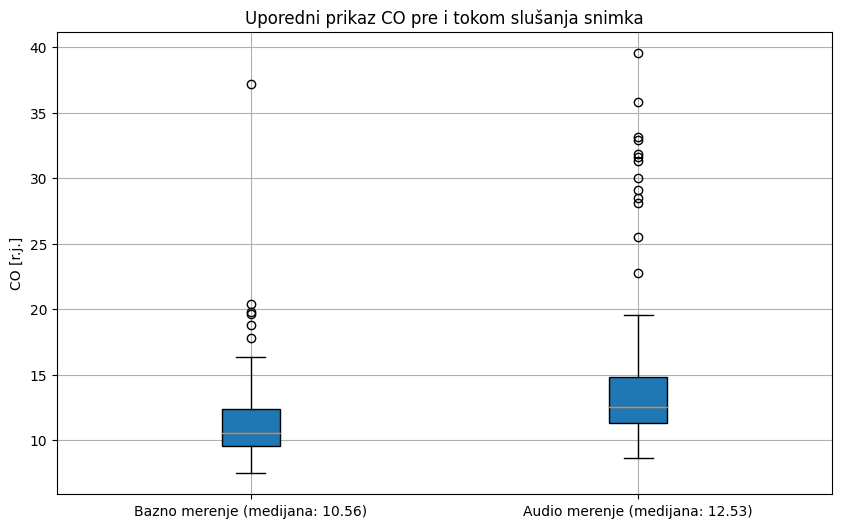 Uporedni prikaz CO pre i tokom slušanja snimka
40
35
30
25
20
15
10
CO [r.j.]
Bazno merenje (medijana: 10.56)
Audio merenje (medijana: 12.53)